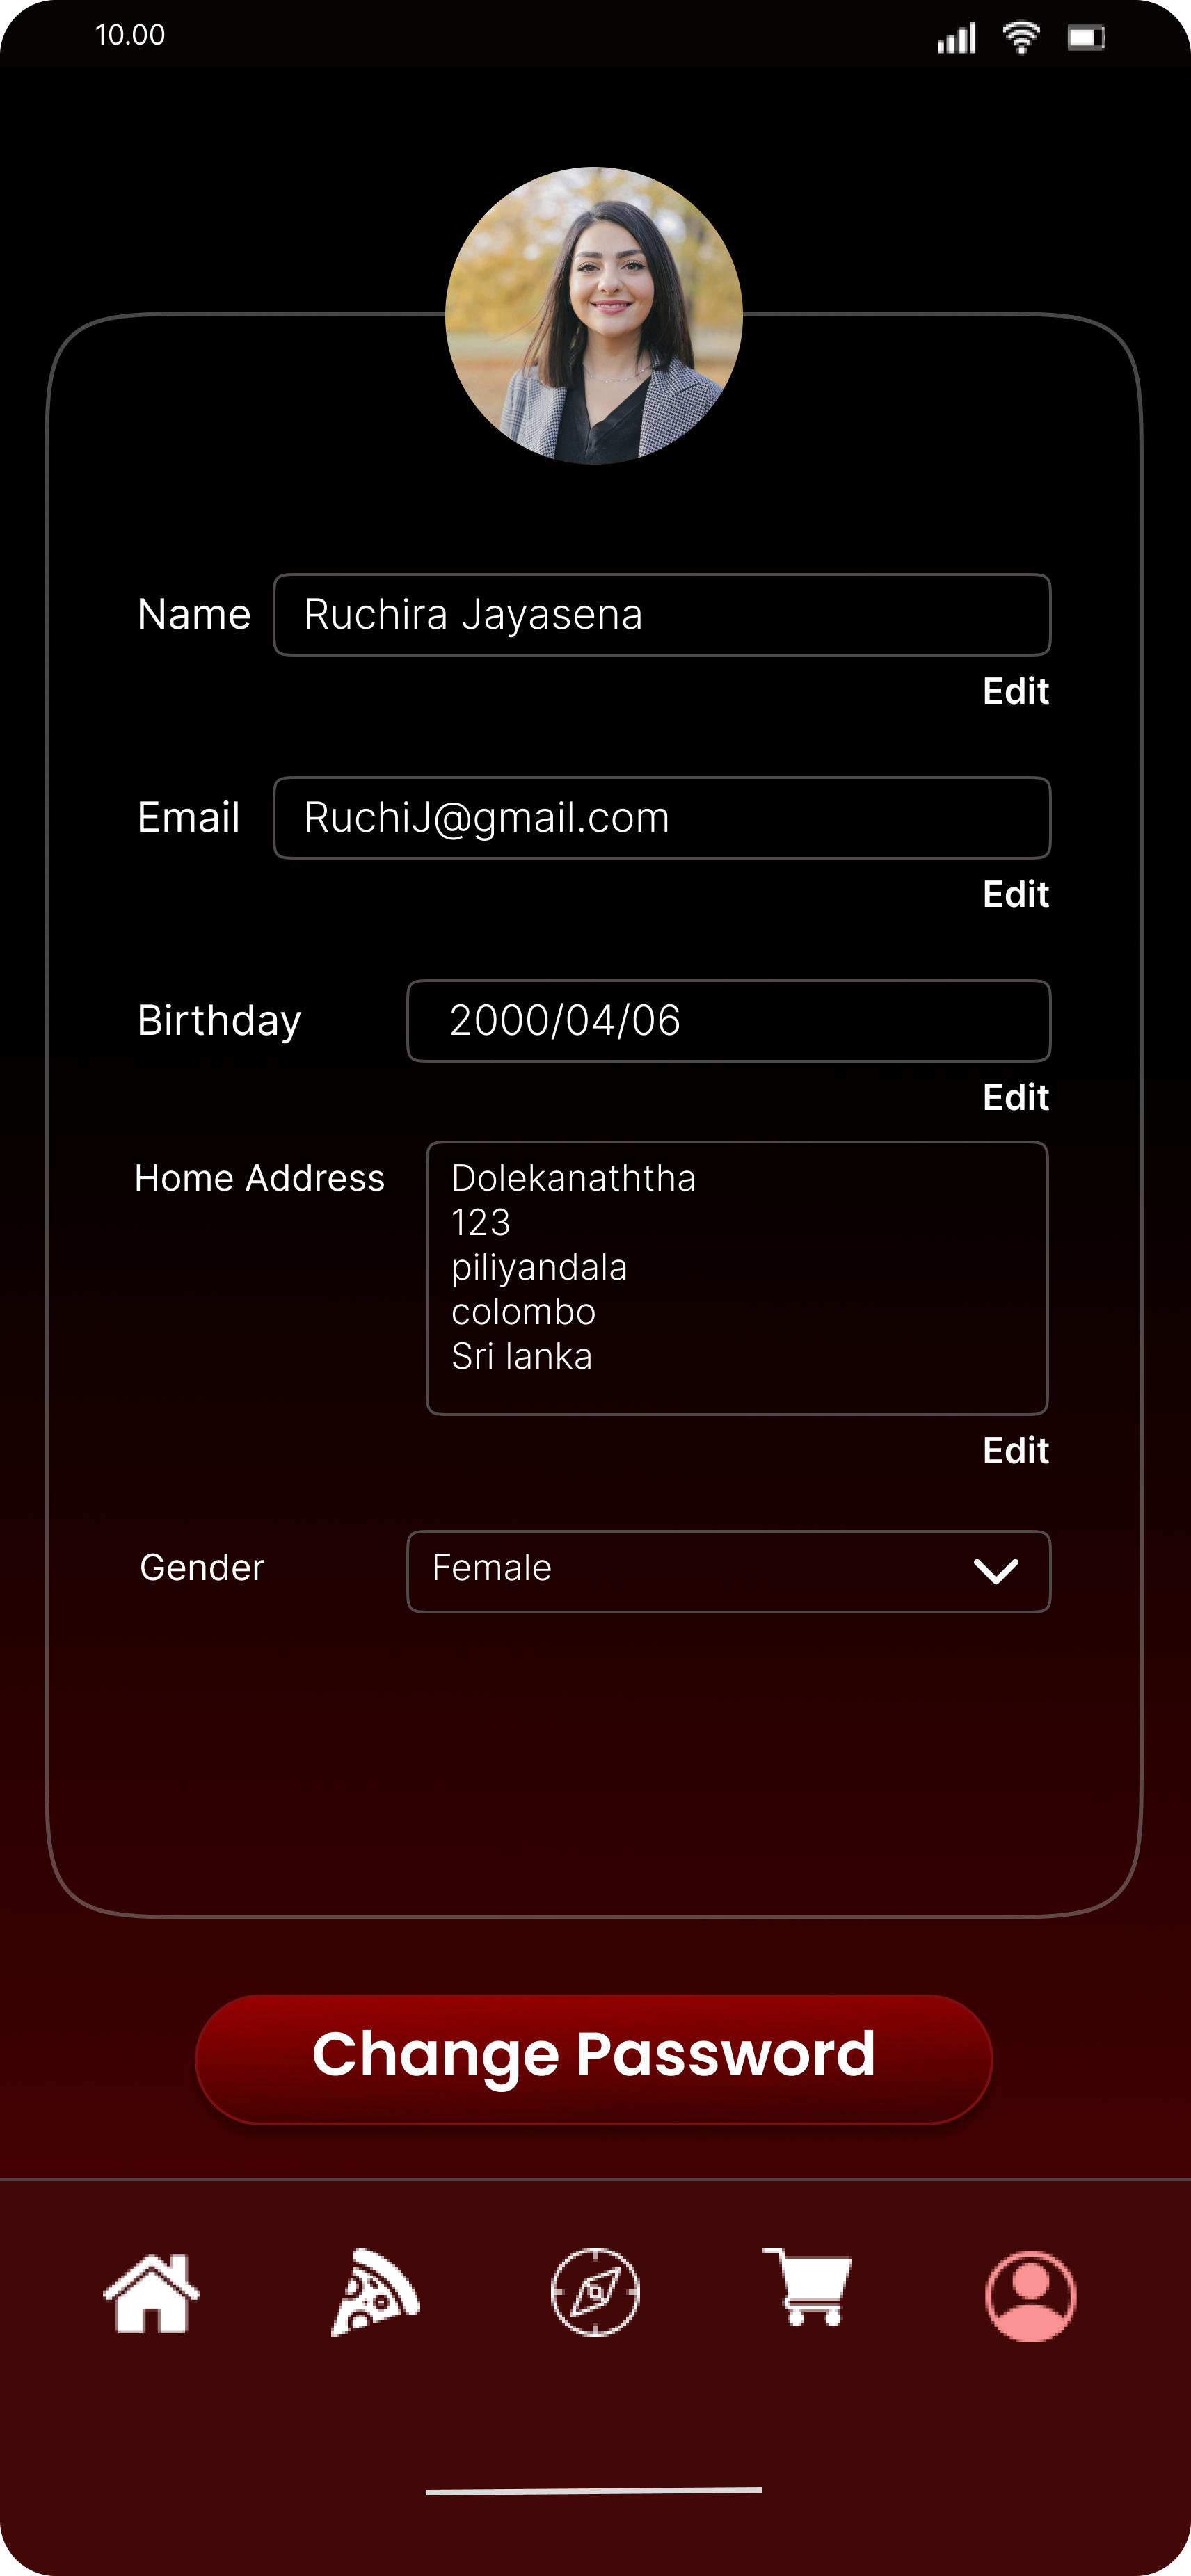 10.00
Name
Ruchira Jayasena
Edit
Email
RuchiJ@gmail.com
Edit
Birthday
2000/04/06
Edit
Home Address
Dolekanaththa
123
piliyandala
colombo
Sri lanka
Edit
Gender
Female
Change Password